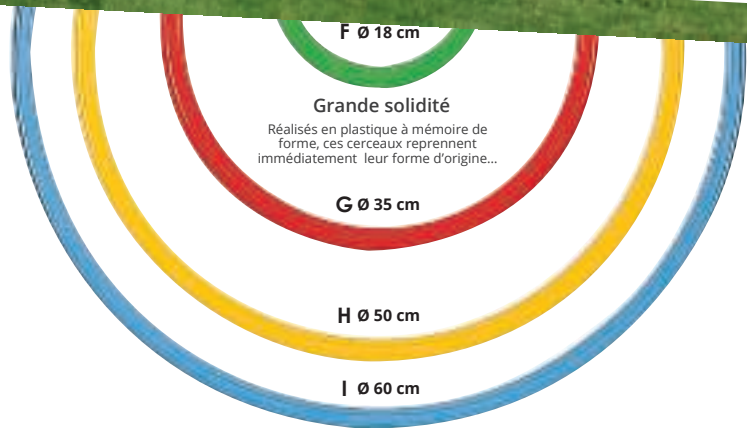 F Ø 18 cm
Grande solidité
Réalisés en plastique à mémoire de
forme, ces cerceaux reprennent
immédiatement leur forme d'origine...
G Ø 35 cm
H Ø 50 cm
I Ø 60 cm